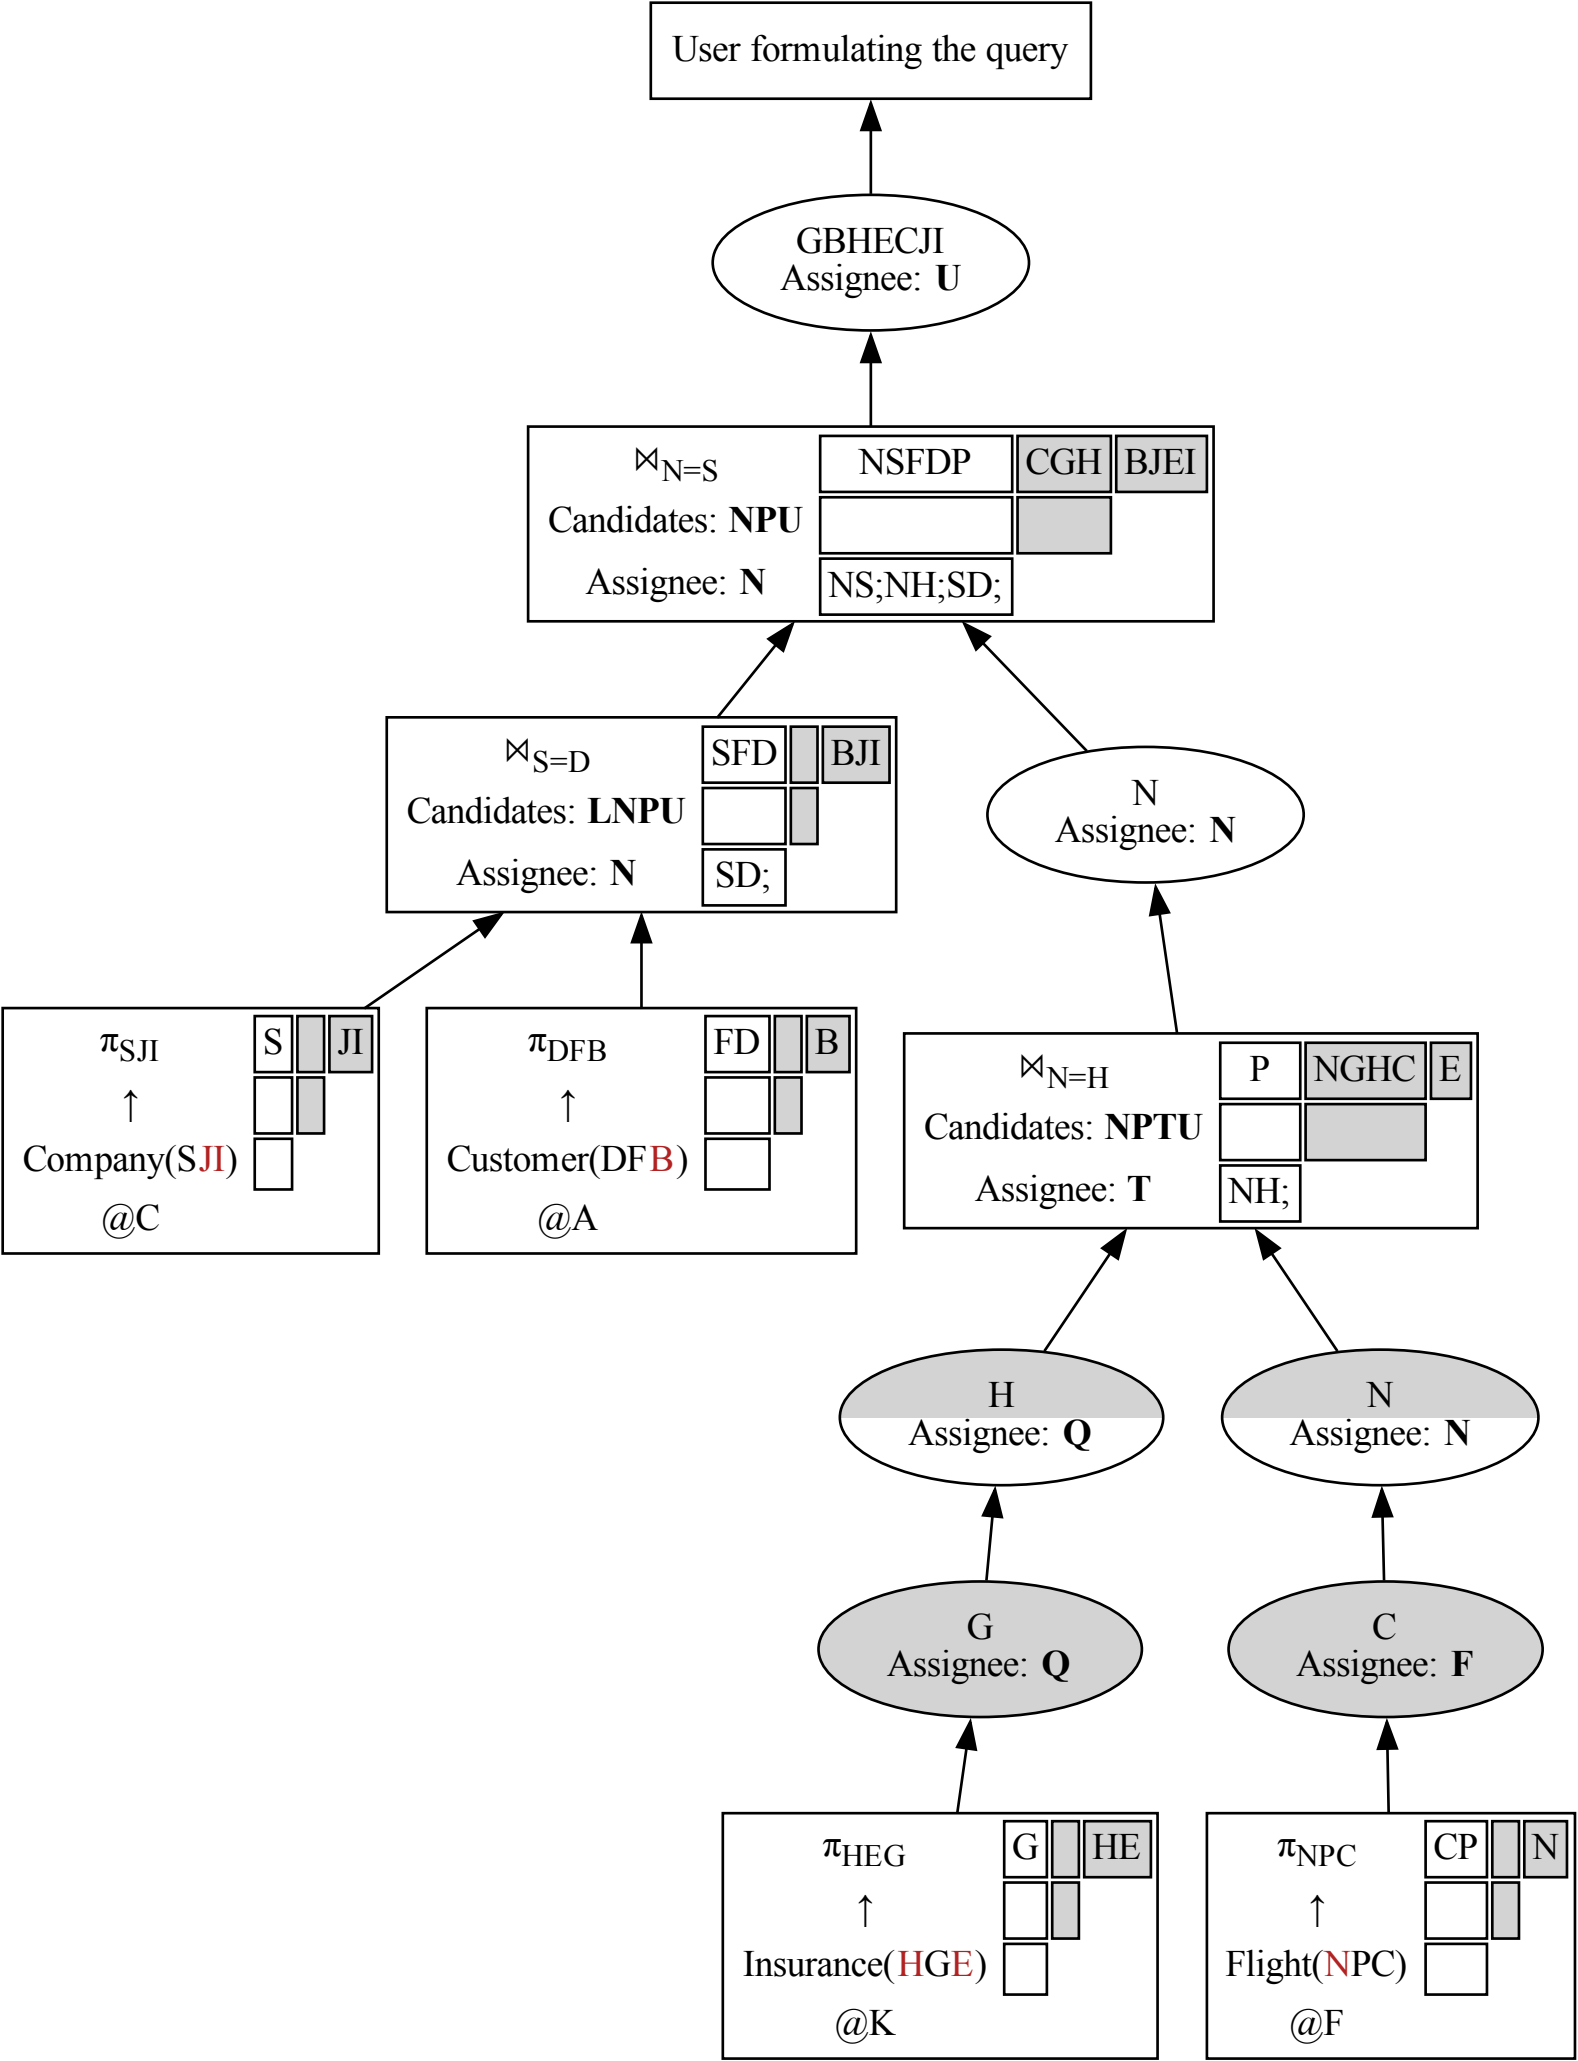 User formulating the query
GBHECJI
Assignee: U
⋈N=S
Candidates: NPU
Assignee: N
NSFDP CGH BJEI
NS;NH;SD;
⋈S=D
Candidates: LNPU
Assignee: N
SFD BJI
SD;
N
Assignee: N
πSJI
↑
Company(SJI)
@C
S JI
πDFB
↑
Customer(DFB)
@A
FD B
⋈N=H
Candidates: NPTU
Assignee: T
P NGHC E
NH;
H
Assignee: Q
N
Assignee: N
G
Assignee: Q
C
Assignee: F
πHEG
↑
Insurance(HGE)
@K
G HE
πNPC
↑
Flight(NPC)
@F
CP N